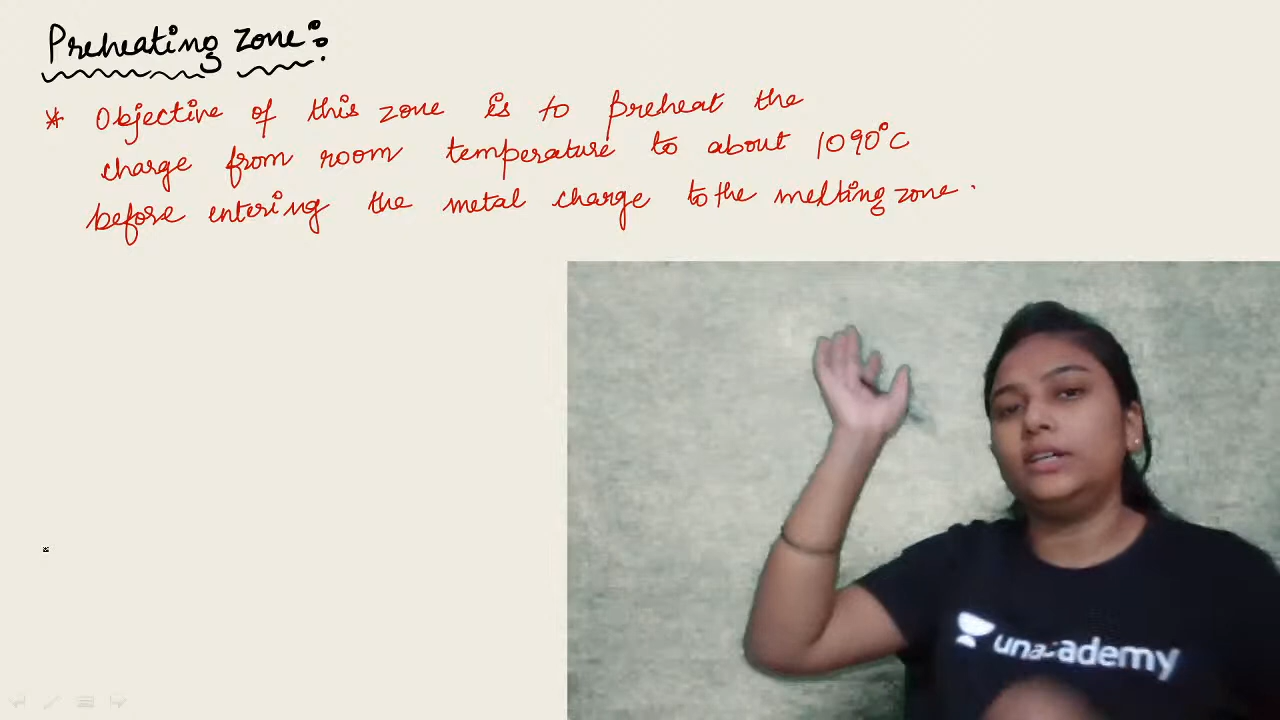 Preheating zone:
* Objective of this zone is to preheat the
charge from room temperature to about 1090°C
before entering the metal charge to the melting zone.
unacademy